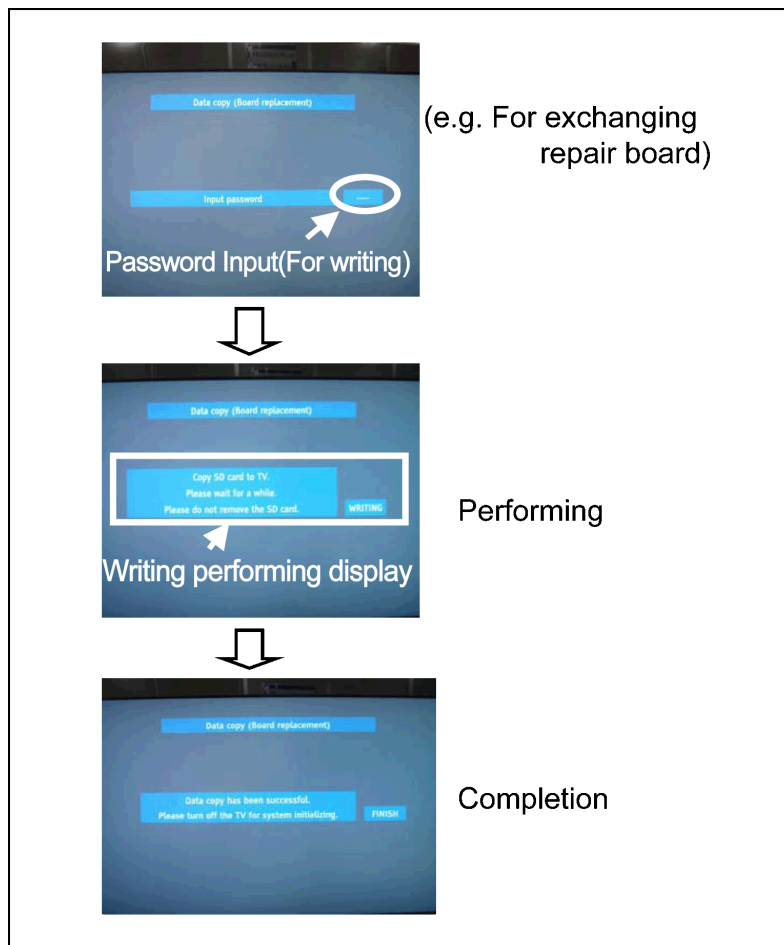 Data copy (Board replacement)
(e.g. For exchanging
repair board)
Input password
Password Input(For writing)
Data copy (Board replacement)
Copy SD card to TV.
Please wait for a while.
Please do not remove the SD card.
WRITING
Performing
Writing performing display
Data copy (Board replacement)
Data copy has been successful.
Please turn off the TV for system initializing.
FINISH
Completion